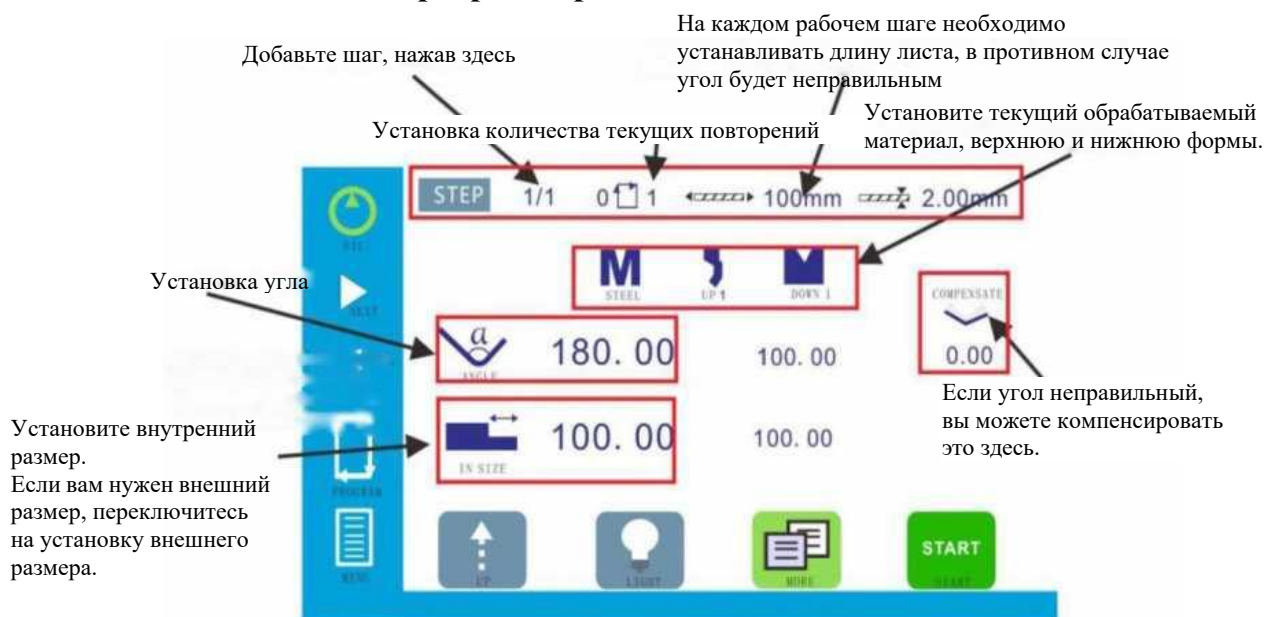 На каждом рабочем шаге необходимо
устанавливать длину листа, в противном случае
угол будет неправильным
Добавьте шаг, нажав здесь
Установите текущий обрабатываемый
материал, верхнюю и нижнюю формы.
Установка количества текущих повторений
STEP 1/1 0 1 100mm 2.00mm
M
STEEL UP 1 DOWN 1
Установка угла
NEXT
COMPENSATE
0.00
a
ANGLE
180.00 100.00
Если угол неправильный,
вы можете компенсировать
это здесь.
Установите внутренний
размер.
Если вам нужен внешний
размер, переключитесь
на установку внешнего
размера.
100.00 100.00
IN SIZE
PROGRAM
MENU
UP LIGHT MORE START
START